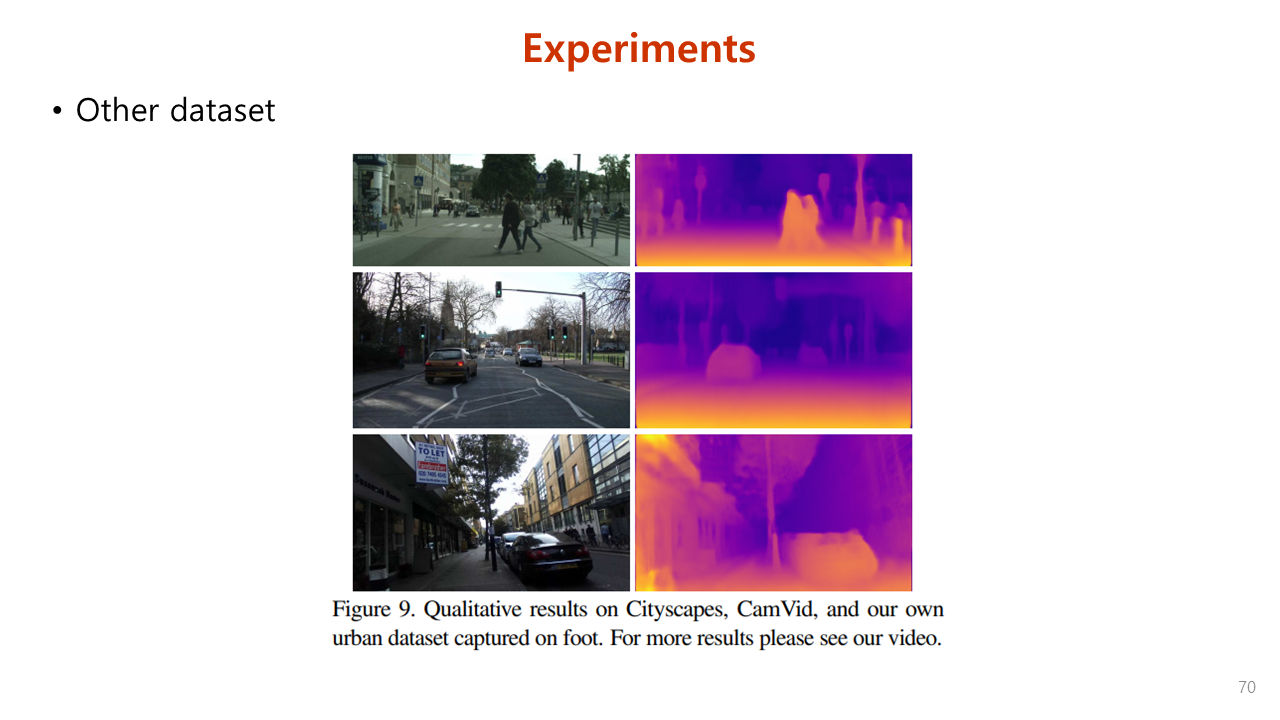 Experiments
• Other dataset
TO LET
Figure 9. Qualitative results on Cityscapes, CamVid, and our own
urban dataset captured on foot. For more results please see our video.
70